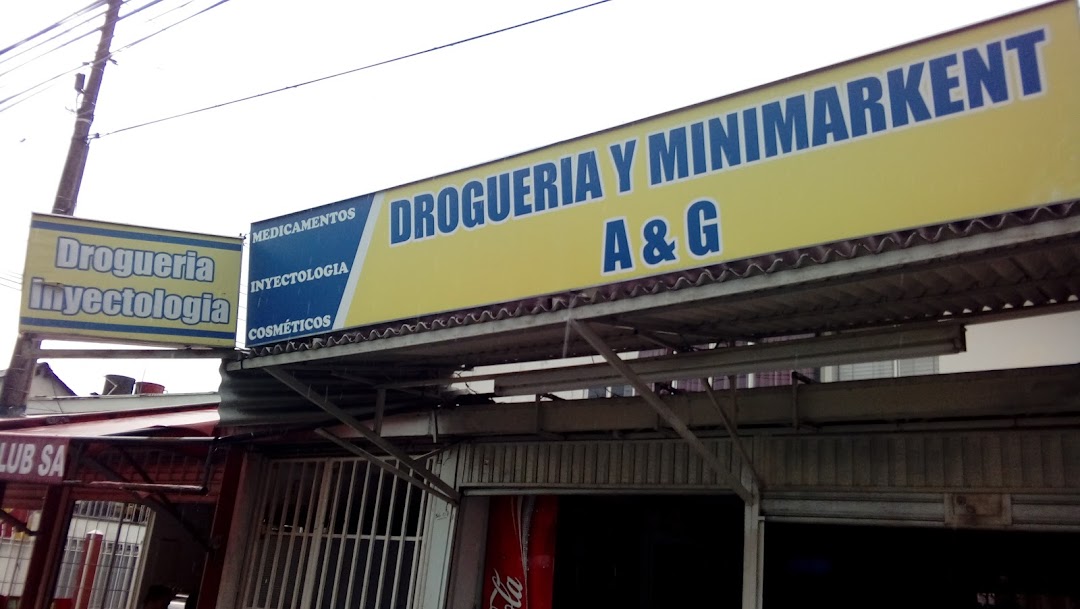 Drogueria
inyectologia
MEDICAMENTOS
INYECTOLOGIA
COSMÉTICOS
DROGUERIA Y MINIMARKENT
A & G
LUB SA